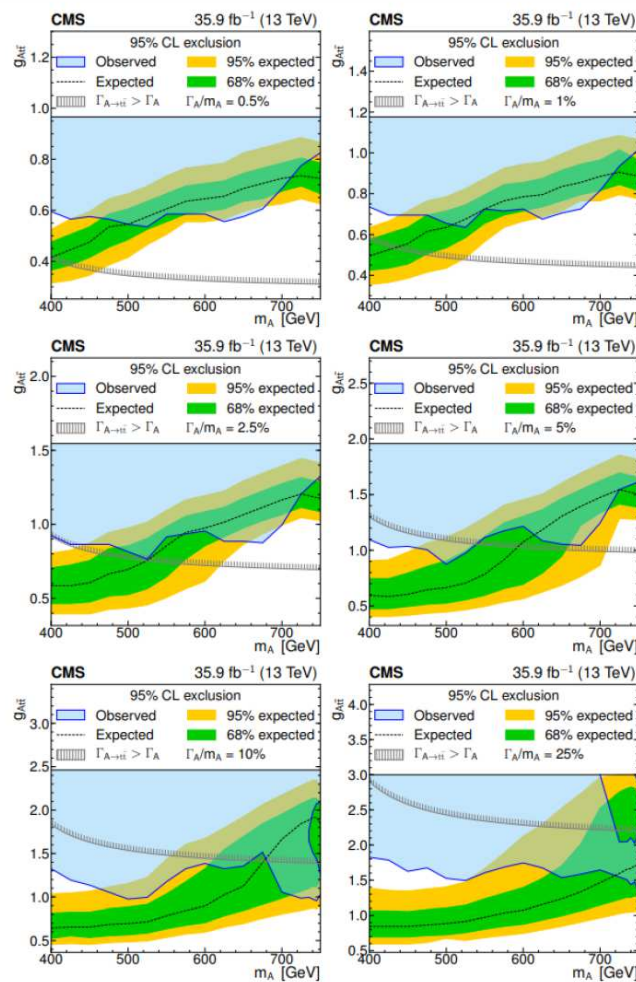 CMS 35.9 fb⁻¹ (13 TeV)
95% CL exclusion
Observed 95% expected
Expected 68% expected
Γ_A→tt̄ > Γ_A Γ_A/m_A = 0.5%
g_Att̄
1.2
1.0
0.8
0.6
0.4
400 500 600 700
m_A [GeV]
CMS 35.9 fb⁻¹ (13 TeV)
95% CL exclusion
Observed 95% expected
Expected 68% expected
Γ_A→tt̄ > Γ_A Γ_A/m_A = 1%
g_Att̄
1.4
1.2
1.0
0.8
0.6
0.4
400 500 600 700
m_A [GeV]
CMS 35.9 fb⁻¹ (13 TeV)
95% CL exclusion
Observed 95% expected
Expected 68% expected
Γ_A→tt̄ > Γ_A Γ_A/m_A = 2.5%
g_Att̄
2.0
1.5
1.0
0.5
400 500 600 700
m_A [GeV]
CMS 35.9 fb⁻¹ (13 TeV)
95% CL exclusion
Observed 95% expected
Expected 68% expected
Γ_A→tt̄ > Γ_A Γ_A/m_A = 5%
g_Att̄
2.5
2.0
1.5
1.0
0.5
400 500 600 700
m_A [GeV]
CMS 35.9 fb⁻¹ (13 TeV)
95% CL exclusion
Observed 95% expected
Expected 68% expected
Γ_A→tt̄ > Γ_A Γ_A/m_A = 10%
g_Att̄
3.0
2.5
2.0
1.5
1.0
0.5
400 500 600 700
m_A [GeV]
CMS 35.9 fb⁻¹ (13 TeV)
95% CL exclusion
Observed 95% expected
Expected 68% expected
Γ_A→tt̄ > Γ_A Γ_A/m_A = 25%
g_Att̄
4.0
3.5
3.0
2.5
2.0
1.5
1.0
0.5
400 500 600 700
m_A [GeV]